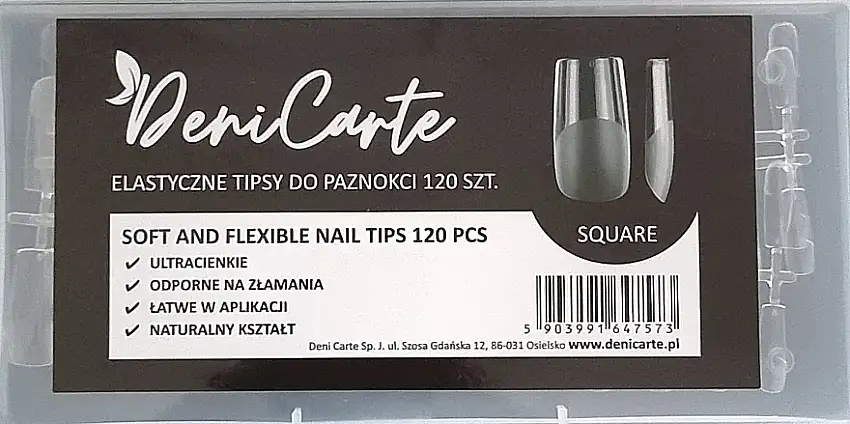 DeniCarte
ELASTYCZNE TIPSY DO PAZNOKCI 120 SZT.
SQUARE
SOFT AND FLEXIBLE NAIL TIPS 120 PCS
✓ ULTRACIENKIE
✓ ODPORNE NA ZŁAMANIA
✓ ŁATWE W APLIKACJI
✓ NATURALNY KSZTAŁT
5 903991 647573
Deni Carte Sp. J. ul. Szosa Gdańska 12, 86-031 Osielsko www.denicarte.pl